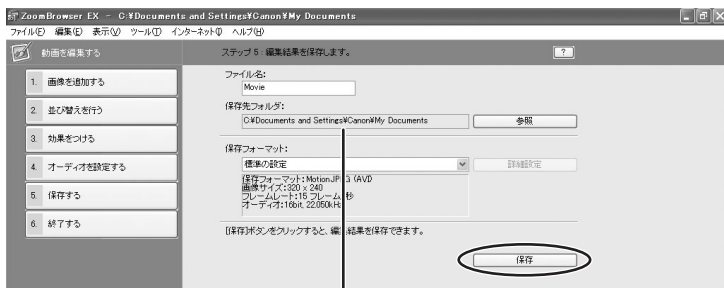 ZoomBrowser EX - C:¥Documents and Settings¥Canon¥My Documents
ファイル(F) 編集(E) 表示(V) ツール(T) インターネット(I) ヘルプ(H)
動画を編集する
ステップ 5 : 編集結果を保存します。
?
1. 画像を追加する
2. 並び替えを行う
3. 効果をつける
4. オーディオを設定する
5. 保存する
6. 終了する
ファイル名:
Movie
保存先フォルダ:
C:¥Documents and Settings¥Canon¥My Documents
参照
保存フォーマット:
標準の設定
詳細設定
保存フォーマット: MotionJPEG (AVI)
画像サイズ:320 x 240
フレームレート:15 フレーム/秒
オーディオ:16bit, 22.050kHz
[保存]ボタンをクリックすると、編集結果を保存できます。
保存